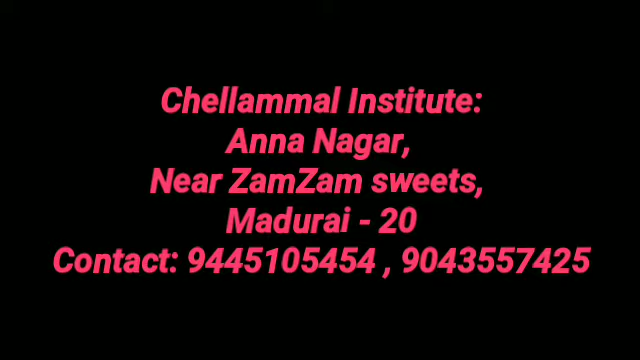 Chellammal Institute:
Anna Nagar,
Near ZamZam sweets,
Madurai - 20
Contact: 9445105454 , 9043557425